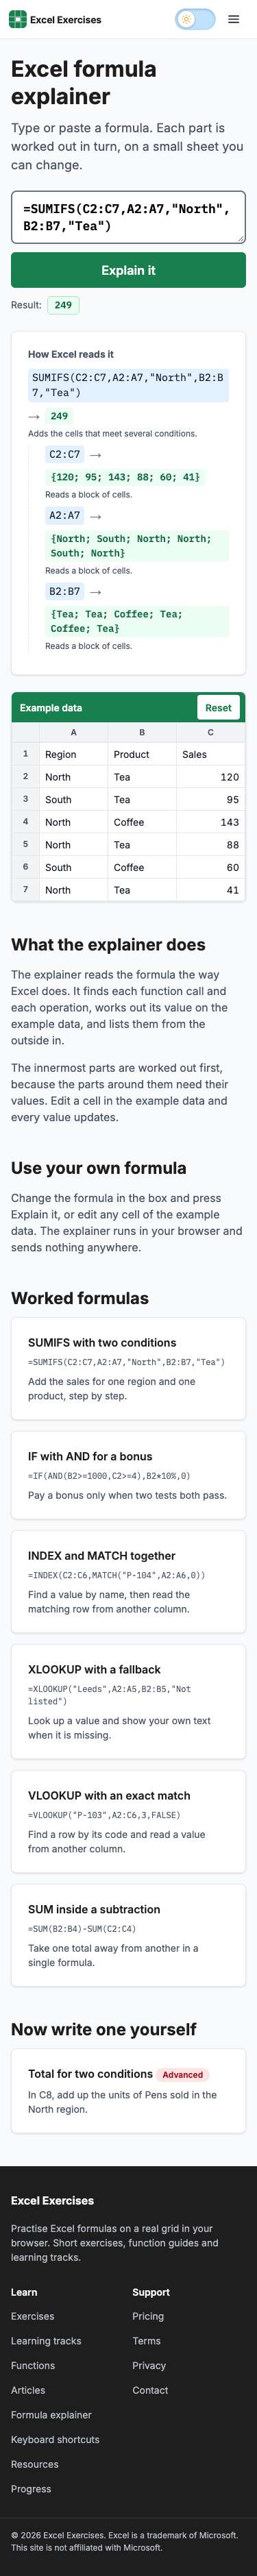 Excel Exercises
Excel formula
explainer
Type or paste a formula. Each part is
worked out in turn, on a small sheet you
can change.
=SUMIFS(C2:C7,A2:A7,"North",
B2:B7,"Tea")
Explain it
Result: 249
How Excel reads it
SUMIFS(C2:C7,A2:A7,"North",B2:B
7,"Tea")
→ 249
Adds the cells that meet several conditions.
C2:C7 →
{120; 95; 143; 88; 60; 41}
Reads a block of cells.
A2:A7 →
{North; South; North; North;
South; North}
Reads a block of cells.
B2:B7 →
{Tea; Tea; Coffee; Tea;
Coffee; Tea}
Reads a block of cells.
Example data Reset
A B C
1 Region Product Sales
2 North Tea 120
3 South Tea 95
4 North Coffee 143
5 North Tea 88
6 South Coffee 60
7 North Tea 41
What the explainer does
The explainer reads the formula the way
Excel does. It finds each function call and
each operation, works out its value on the
example data, and lists them from the
outside in.
The innermost parts are worked out first,
because the parts around them need their
values. Edit a cell in the example data and
every value updates.
Use your own formula
Change the formula in the box and press
Explain it, or edit any cell of the example
data. The explainer runs in your browser and
sends nothing anywhere.
Worked formulas
SUMIFS with two conditions
=SUMIFS(C2:C7,A2:A7,"North",B2:B7,"Tea")
Add the sales for one region and one
product, step by step.
IF with AND for a bonus
=IF(AND(B2>=1000,C2>=4),B2*10%,0)
Pay a bonus only when two tests both pass.
INDEX and MATCH together
=INDEX(C2:C6,MATCH("P-104",A2:A6,0))
Find a value by name, then read the
matching row from another column.
XLOOKUP with a fallback
=XLOOKUP("Leeds",A2:A5,B2:B5,"Not
listed")
Look up a value and show your own text
when it is missing.
VLOOKUP with an exact match
=VLOOKUP("P-103",A2:C6,3,FALSE)
Find a row by its code and read a value
from another column.
SUM inside a subtraction
=SUM(B2:B4)-SUM(C2:C4)
Take one total away from another in a
single formula.
Now write one yourself
Total for two conditions Advanced
In C8, add up the units of Pens sold in the
North region.
Excel Exercises
Practise Excel formulas on a real grid in your
browser. Short exercises, function guides and
learning tracks.
Learn Support
Exercises Pricing
Learning tracks Terms
Functions Privacy
Articles Contact
Formula explainer
Keyboard shortcuts
Resources
Progress
© 2026 Excel Exercises. Excel is a trademark of Microsoft.
This site is not affiliated with Microsoft.